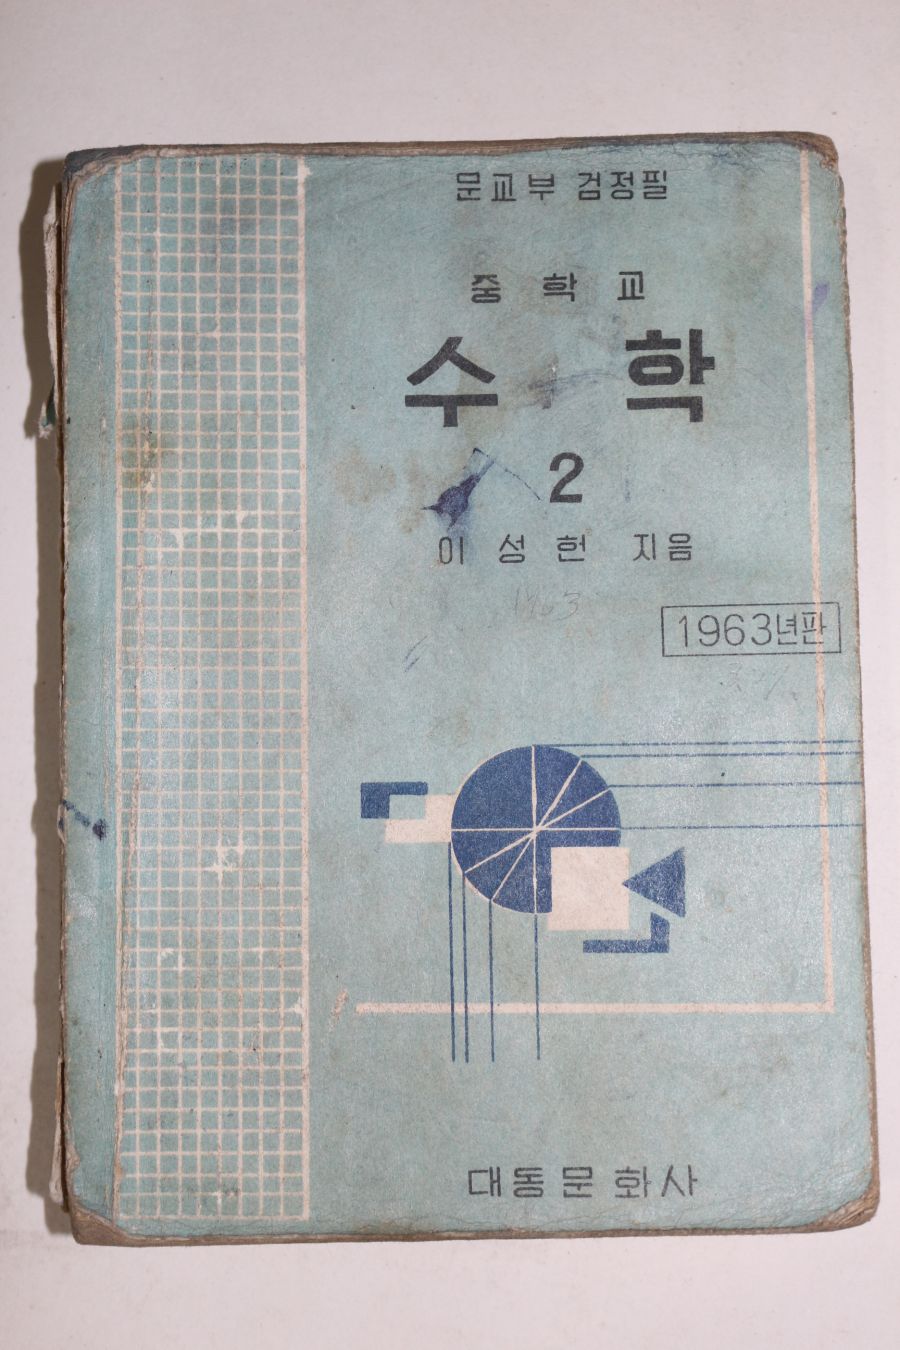 문교부 검정필
중학교
수학
2
이성헌 지음
1963
1963년판
대동문화사